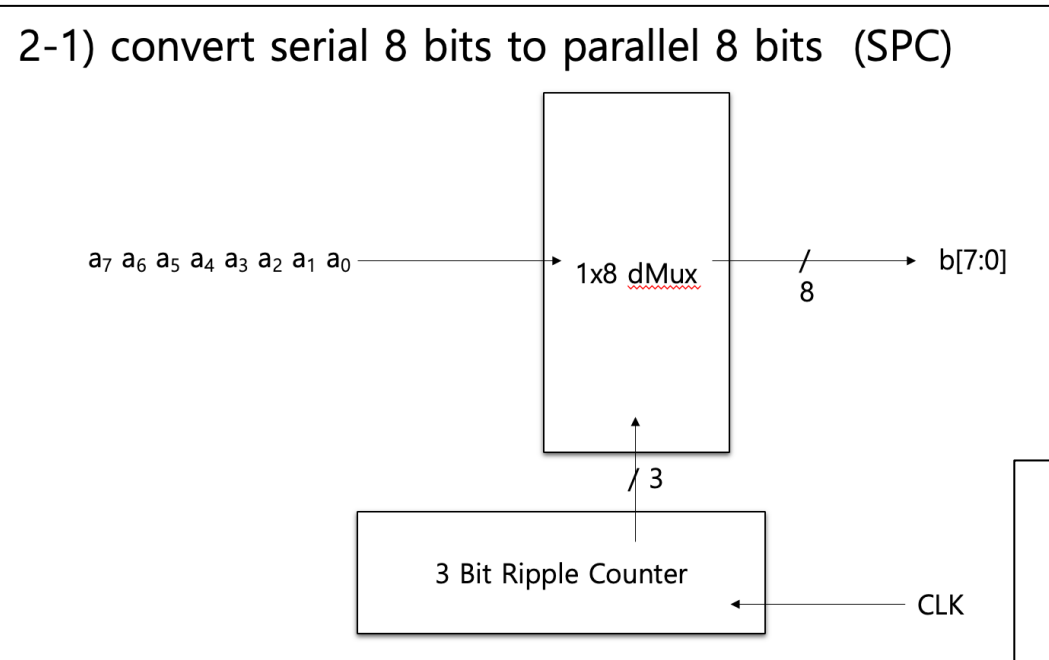 2-1) convert serial 8 bits to parallel 8 bits (SPC)
a₇ a₆ a₅ a₄ a₃ a₂ a₁ a₀
1x8 dMux
/
8
b[7:0]
/ 3
3 Bit Ripple Counter
CLK